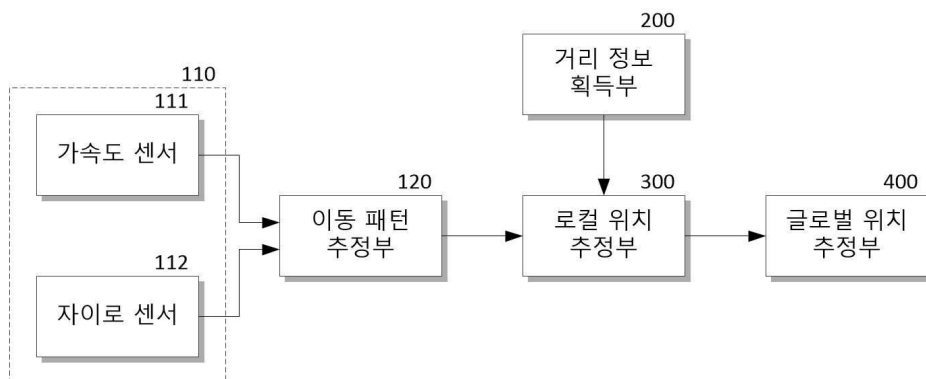 200
거리 정보
획득부
110
111
가속도 센서
120
이동 패턴
추정부
300
로컬 위치
추정부
400
글로벌 위치
추정부
112
자이로 센서